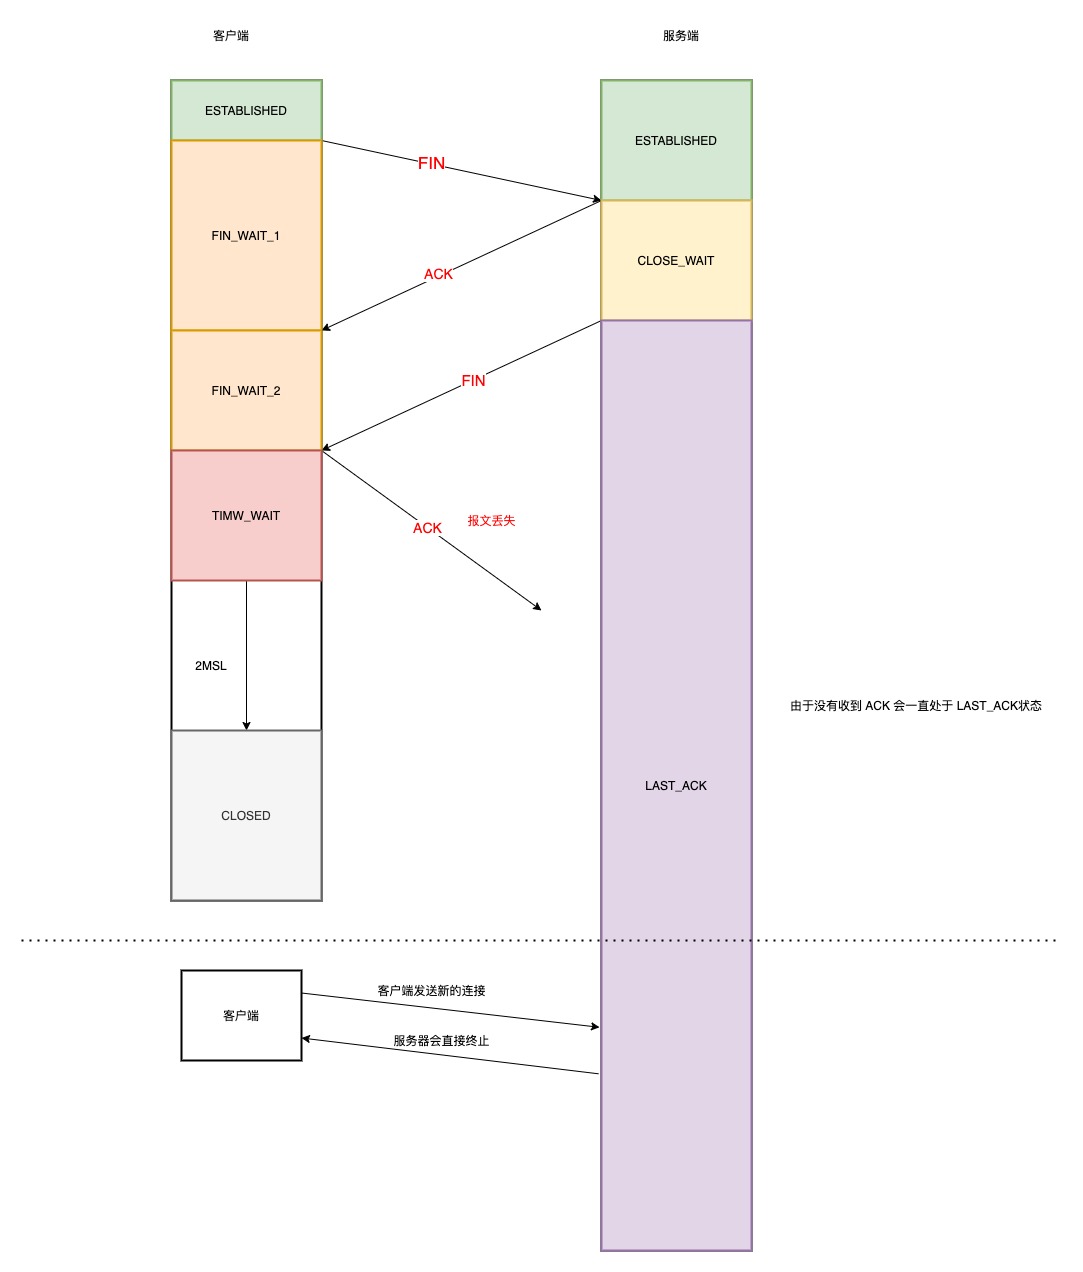 客户端
服务端
ESTABLISHED
ESTABLISHED
FIN
FIN_WAIT_1
CLOSE_WAIT
ACK
FIN
FIN_WAIT_2
TIMW_WAIT
ACK
报文丢失
2MSL
由于没有收到 ACK 会一直处于 LAST_ACK状态
LAST_ACK
CLOSED
客户端发送新的连接
客户端
服务器会直接终止